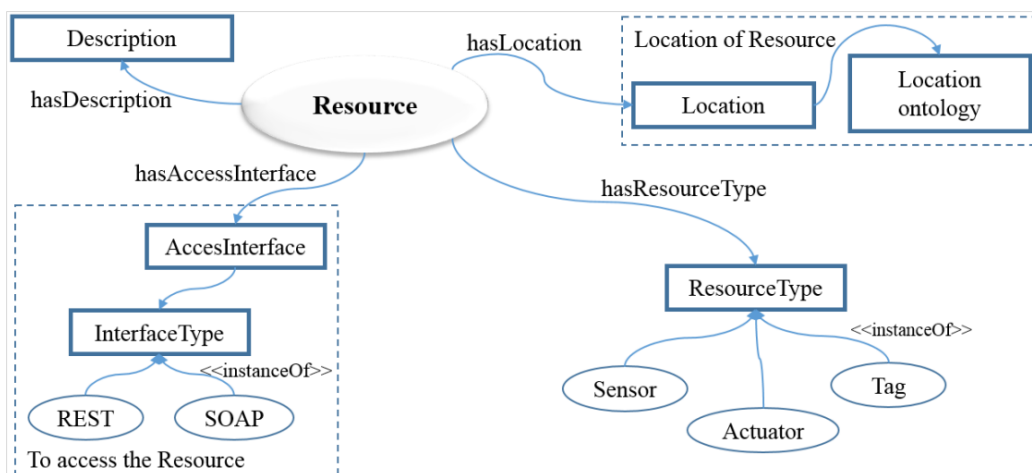 Description
hasDescription
Resource
hasLocation
Location of Resource
Location
Location
ontology
hasAccessInterface
AccesInterface
InterfaceType
<<instanceOf>>
REST
SOAP
To access the Resource
hasResourceType
ResourceType
<<instanceOf>>
Sensor
Actuator
Tag